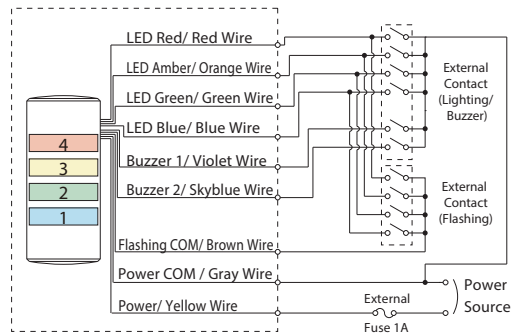 LED Red/ Red Wire
LED Amber/ Orange Wire
LED Green/ Green Wire
LED Blue/ Blue Wire
Buzzer 1/ Violet Wire
Buzzer 2/ Skyblue Wire
Flashing COM/ Brown Wire
Power COM / Gray Wire
Power/ Yellow Wire
4
3
2
1
External
Contact
(Lighting/
Buzzer)
External
Contact
(Flashing)
External
Fuse 1A
Power
Source